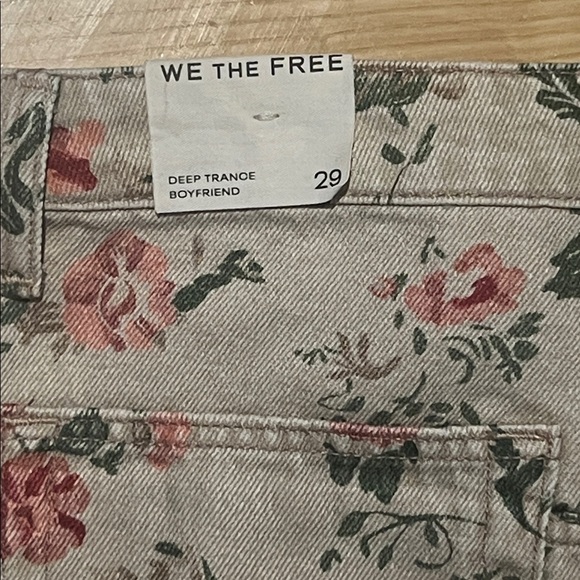 WE THE FREE
DEEP TRANCE
BOYFRIEND
29